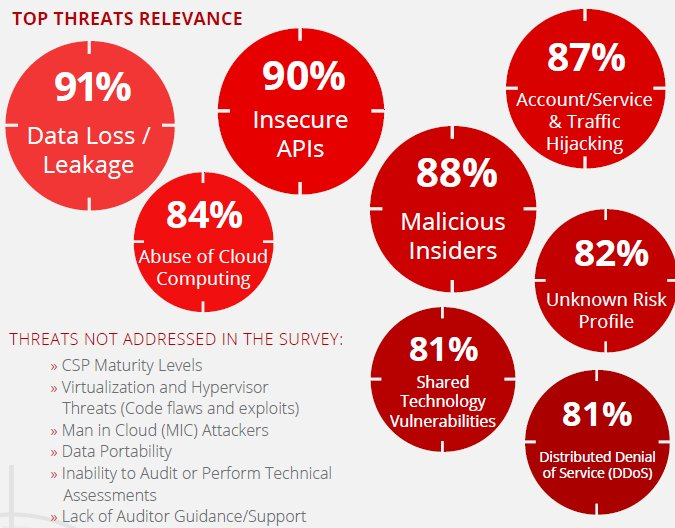 TOP THREATS RELEVANCE
91%
Data Loss /
Leakage
90%
Insecure
APIs
87%
Account/Service
& Traffic
Hijacking
84%
Abuse of Cloud
Computing
88%
Malicious
Insiders
82%
Unknown Risk
Profile
81%
Shared
Technology
Vulnerabilities
81%
Distributed Denial
of Service (DDoS)
THREATS NOT ADDRESSED IN THE SURVEY:
» CSP Maturity Levels
» Virtualization and Hypervisor
Threats (Code flaws and exploits)
» Man in Cloud (MIC) Attackers
» Data Portability
» Inability to Audit or Perform Technical
Assessments
» Lack of Auditor Guidance/Support